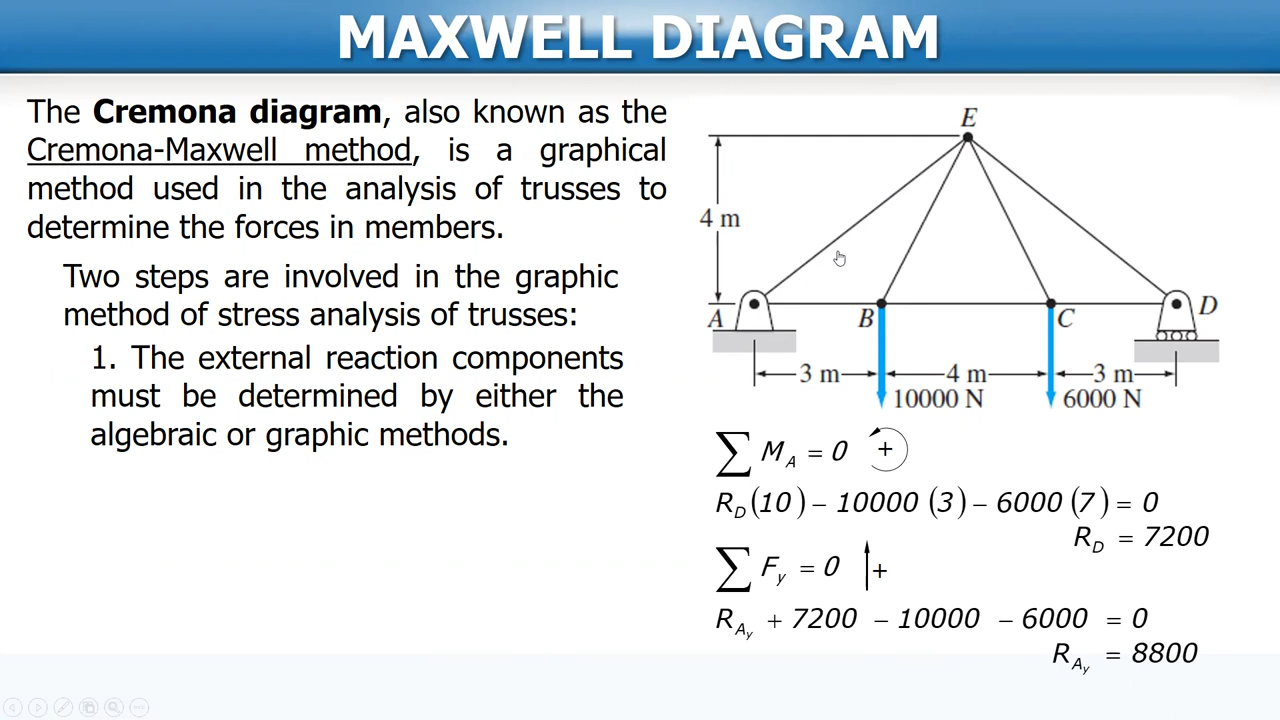 MAXWELL DIAGRAM
The Cremona diagram, also known as the
Cremona-Maxwell method, is a graphical
method used in the analysis of trusses to
determine the forces in members.
Two steps are involved in the graphic
method of stress analysis of trusses:
1. The external reaction components
must be determined by either the
algebraic or graphic methods.
E
4 m
A
B
C
D
3 m
4 m
3 m
10000 N
6000 N
∑ M_A = 0 +
R_D (10) − 10000 (3) − 6000 (7) = 0
R_D = 7200
∑ F_y = 0 +
R_{A_y} + 7200 − 10000 − 6000 = 0
R_{A_y} = 8800